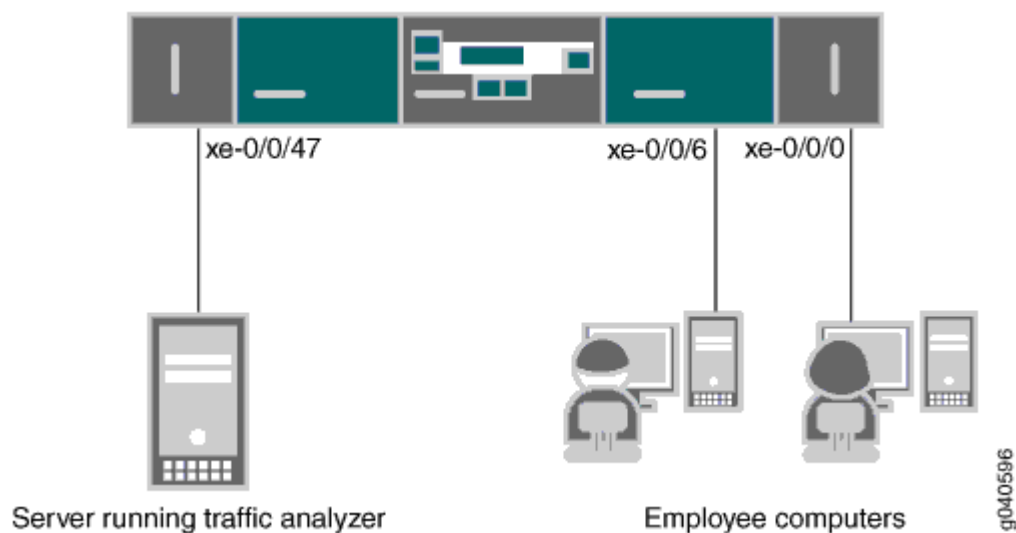 xe-0/0/47
xe-0/0/6
xe-0/0/0
Server running traffic analyzer
Employee computers
g040596